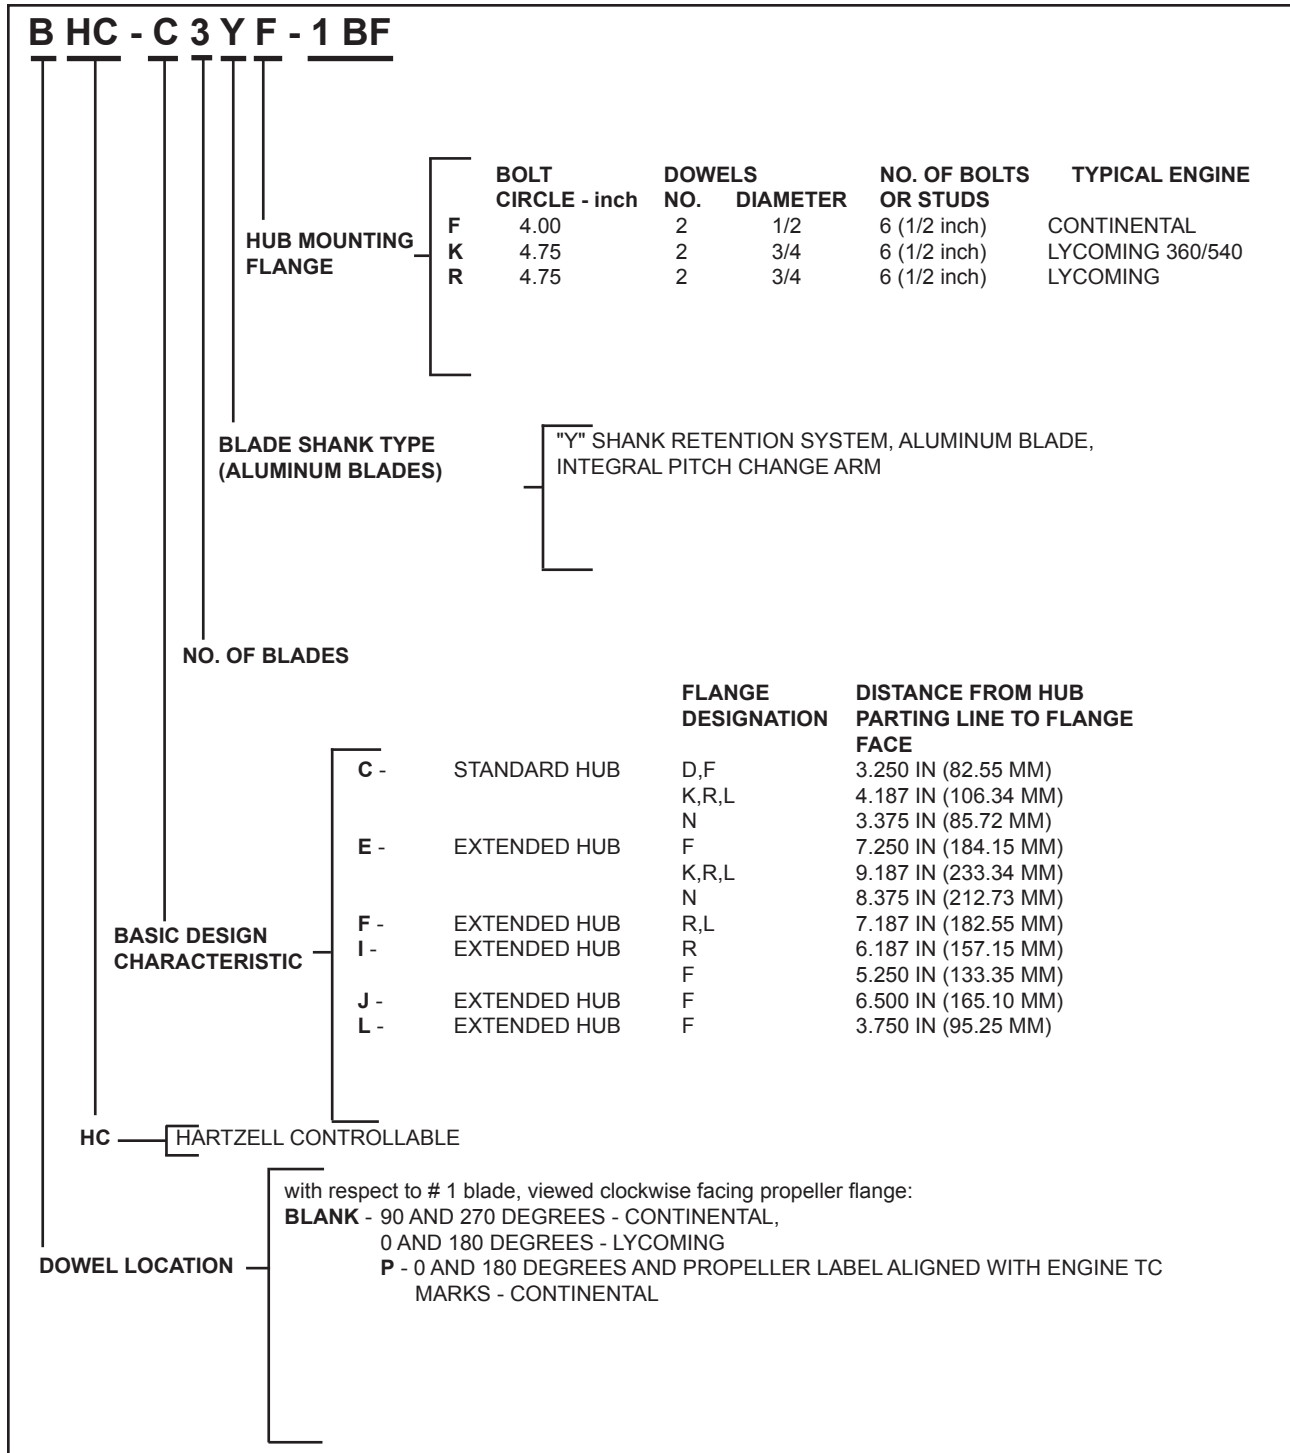 B HC - C 3 Y F - 1 BF
BOLT DOWELS NO. OF BOLTS TYPICAL ENGINE
CIRCLE - inch NO. DIAMETER OR STUDS
F 4.00 2 1/2 6 (1/2 inch) CONTINENTAL
HUB MOUNTING
FLANGE
K 4.75 2 3/4 6 (1/2 inch) LYCOMING 360/540
R 4.75 2 3/4 6 (1/2 inch) LYCOMING
BLADE SHANK TYPE
(ALUMINUM BLADES)
"Y" SHANK RETENTION SYSTEM, ALUMINUM BLADE,
INTEGRAL PITCH CHANGE ARM
NO. OF BLADES
FLANGE DISTANCE FROM HUB
DESIGNATION PARTING LINE TO FLANGE
FACE
C - STANDARD HUB D,F 3.250 IN (82.55 MM)
K,R,L 4.187 IN (106.34 MM)
N 3.375 IN (85.72 MM)
E - EXTENDED HUB F 7.250 IN (184.15 MM)
K,R,L 9.187 IN (233.34 MM)
N 8.375 IN (212.73 MM)
F - EXTENDED HUB R,L 7.187 IN (182.55 MM)
BASIC DESIGN
CHARACTERISTIC
I - EXTENDED HUB R 6.187 IN (157.15 MM)
F 5.250 IN (133.35 MM)
J - EXTENDED HUB F 6.500 IN (165.10 MM)
L - EXTENDED HUB F 3.750 IN (95.25 MM)
HC HARTZELL CONTROLLABLE
with respect to # 1 blade, viewed clockwise facing propeller flange:
BLANK - 90 AND 270 DEGREES - CONTINENTAL,
0 AND 180 DEGREES - LYCOMING
DOWEL LOCATION
P - 0 AND 180 DEGREES AND PROPELLER LABEL ALIGNED WITH ENGINE TC
MARKS - CONTINENTAL